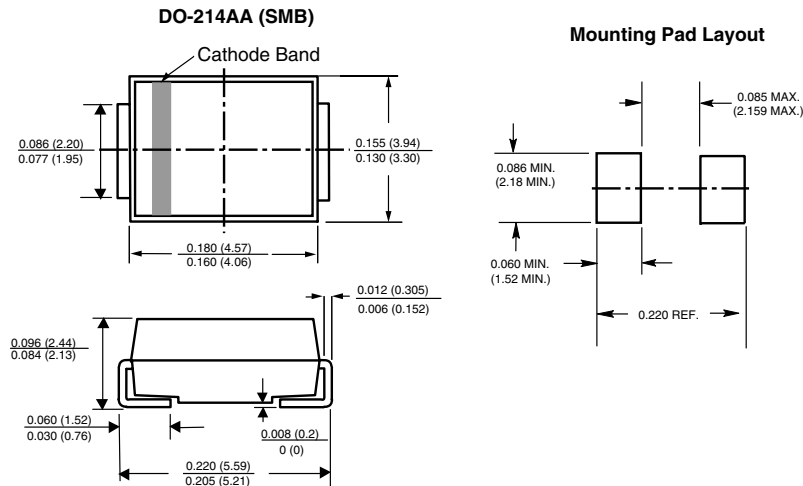 DO-214AA (SMB)
Cathode Band
0.086 (2.20)
0.077 (1.95)
0.155 (3.94)
0.130 (3.30)
0.180 (4.57)
0.160 (4.06)
0.012 (0.305)
0.006 (0.152)
0.096 (2.44)
0.084 (2.13)
0.060 (1.52)
0.030 (0.76)
0.008 (0.2)
0 (0)
0.220 (5.59)
0.205 (5.21)
Mounting Pad Layout
0.085 MAX.
(2.159 MAX.)
0.086 MIN.
(2.18 MIN.)
0.060 MIN.
(1.52 MIN.)
0.220 REF.